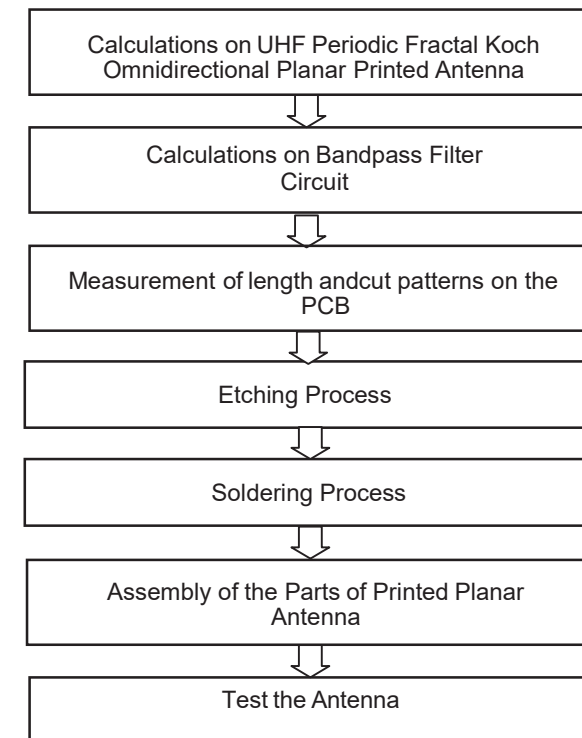 Calculations on UHF Periodic Fractal Koch
Omnidirectional Planar Printed Antenna
Calculations on Bandpass Filter
Circuit
Measurement of length andcut patterns on the
PCB
Etching Process
Soldering Process
Assembly of the Parts of Printed Planar
Antenna
Test the Antenna